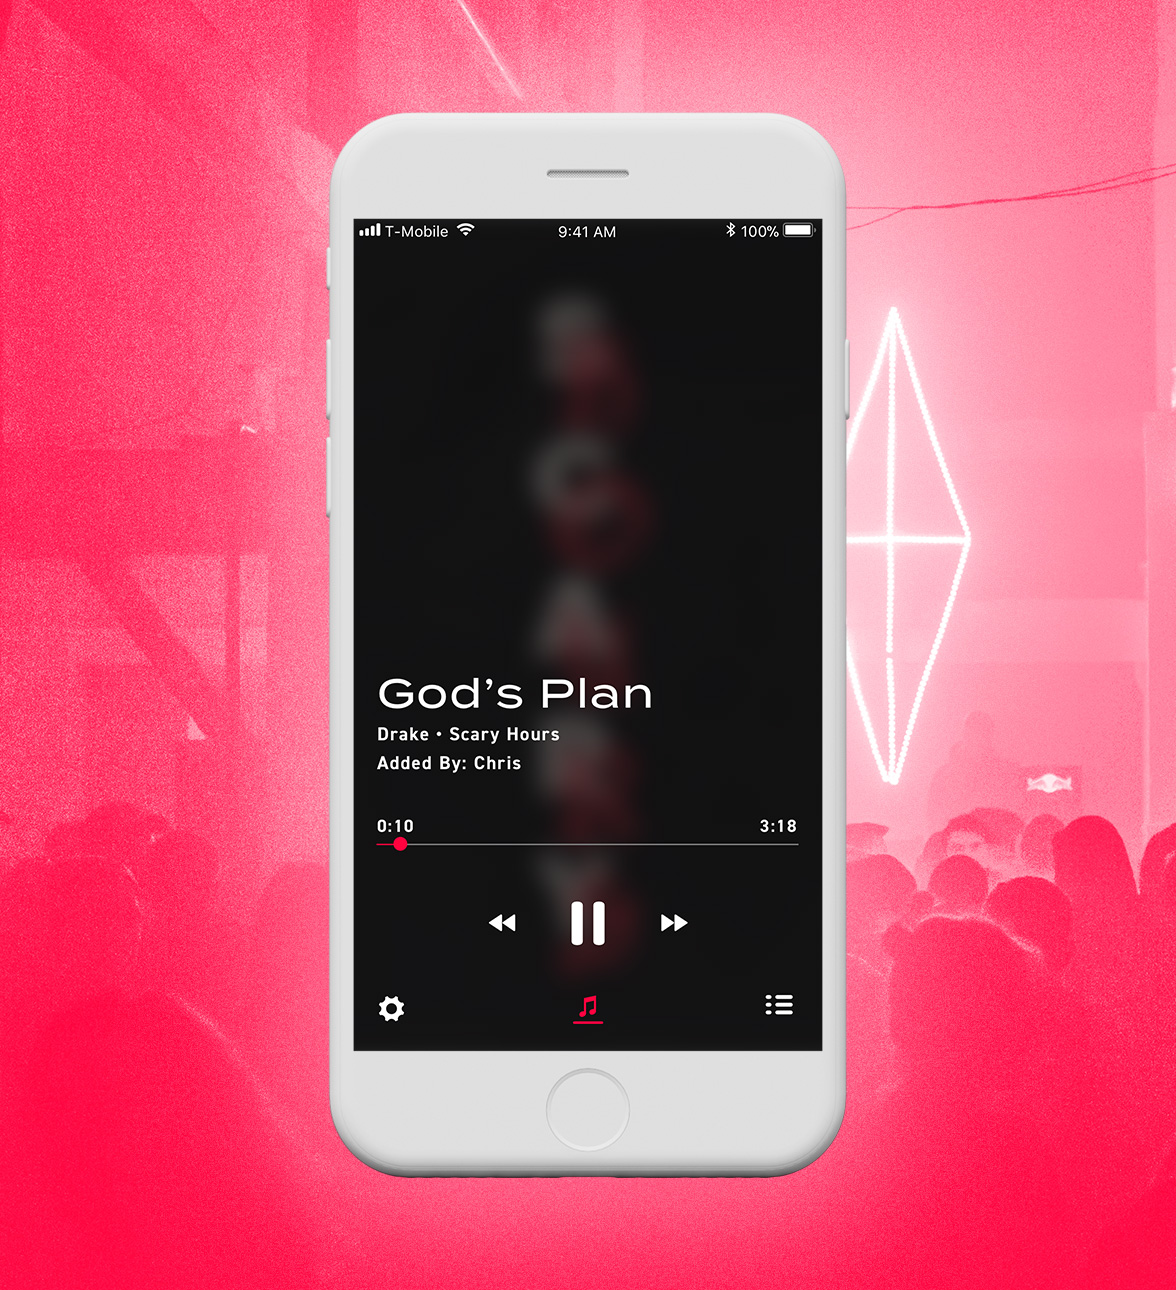 T-Mobile 9:41 AM 100%
God's Plan
Drake • Scary Hours
Added By: Chris
0:10 3:18